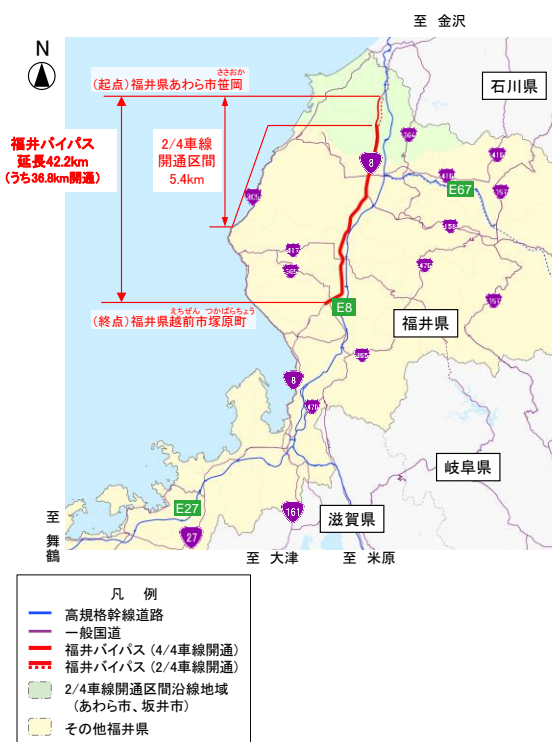 至 金沢
N
ささおか
(起点)福井県あわら市笹岡
石川県
福井バイパス
延長42.2km
(うち36.8km開通)
2/4車線
開通区間
5.4km
364
8
416
416
E67
157
305
158
417
365
476
157
E8
えちぜん つかばらちょう
(終点)福井県越前市塚原町
福井県
365
8
476
岐阜県
E27
161
滋賀県
27
至 舞鶴
至 大津
至 米原
凡 例
高規格幹線道路
一般国道
福井バイパス(4/4車線開通)
福井バイパス(2/4車線開通)
2/4車線開通区間沿線地域
(あわら市、坂井市)
その他福井県